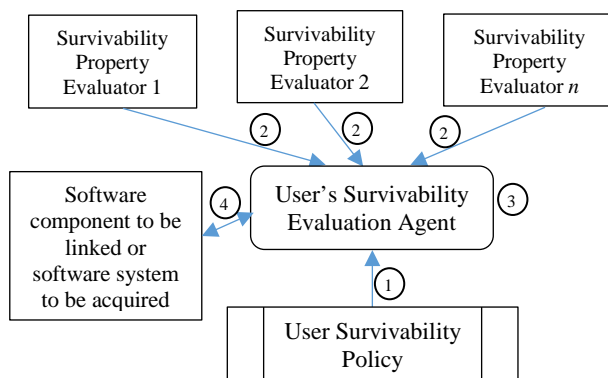 Survivability
Property
Evaluator 1
Survivability
Property
Evaluator 2
Survivability
Property
Evaluator n
2
2
2
Software
component to be
linked or
software system
to be acquired
4
User's Survivability
Evaluation Agent
3
1
User Survivability
Policy